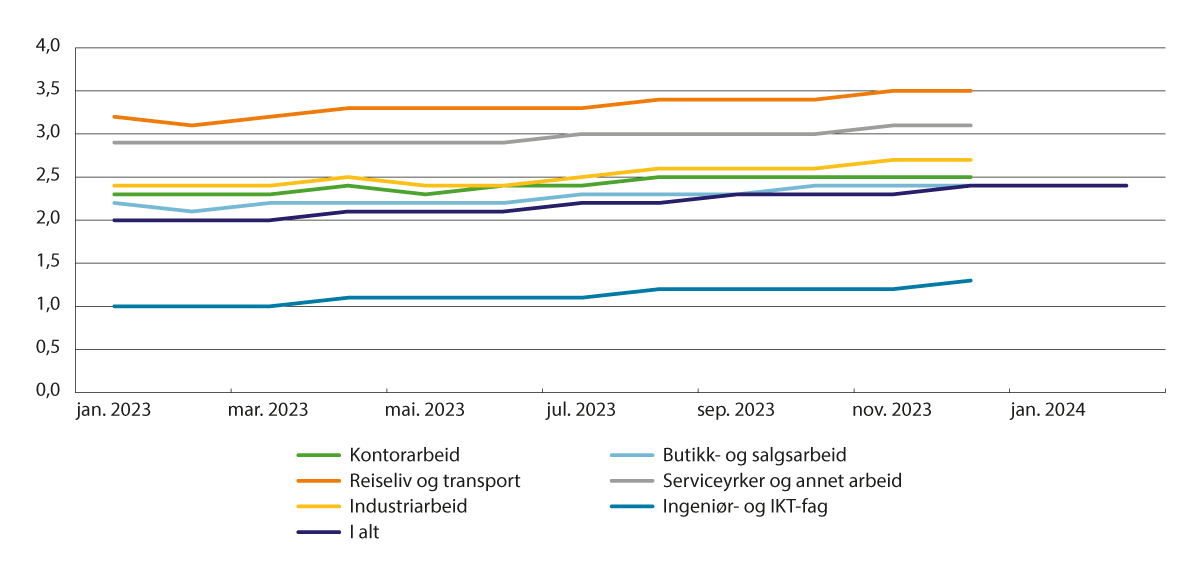 4,0
3,5
3,0
2,5
2,0
1,5
1,0
0,5
0,0
jan. 2023 mar. 2023 mai. 2023 jul. 2023 sep. 2023 nov. 2023 jan. 2024
Kontorarbeid Butikk- og salgsarbeid
Reiseliv og transport Serviceyrker og annet arbeid
Industriarbeid Ingeniør- og IKT-fag
I alt